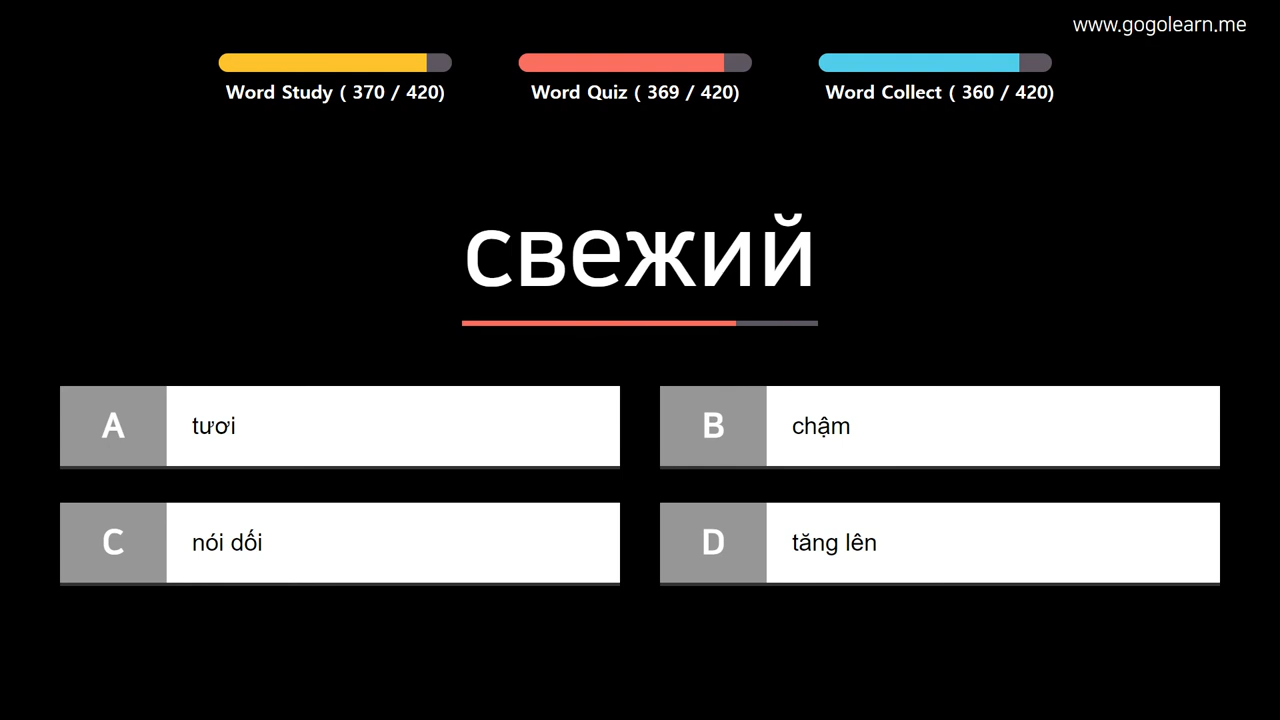 www.gogolearn.me
Word Study ( 370 / 420)
Word Quiz ( 369 / 420)
Word Collect ( 360 / 420)
свежий
A
tươi
B
chậm
C
nói dối
D
tăng lên